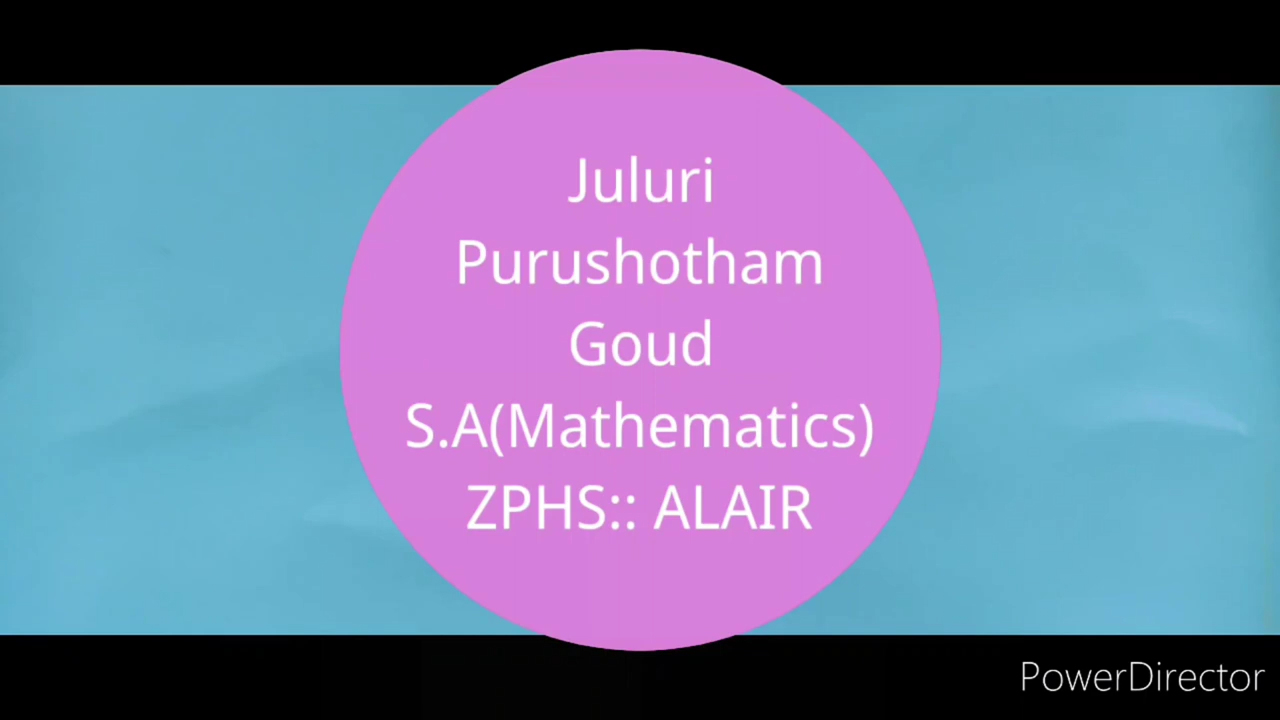 Juluri
Purushotham
Goud
S.A(Mathematics)
ZPHS:: ALAIR
PowerDirector